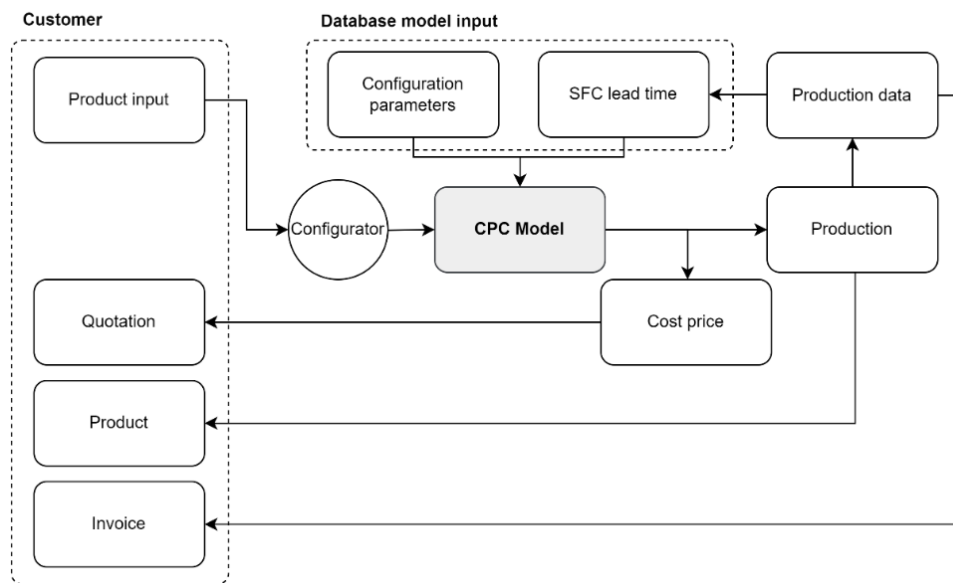 Customer
Database model input
Product input
Configuration
parameters
SFC lead time
Production data
Configurator
CPC Model
Production
Quotation
Cost price
Product
Invoice